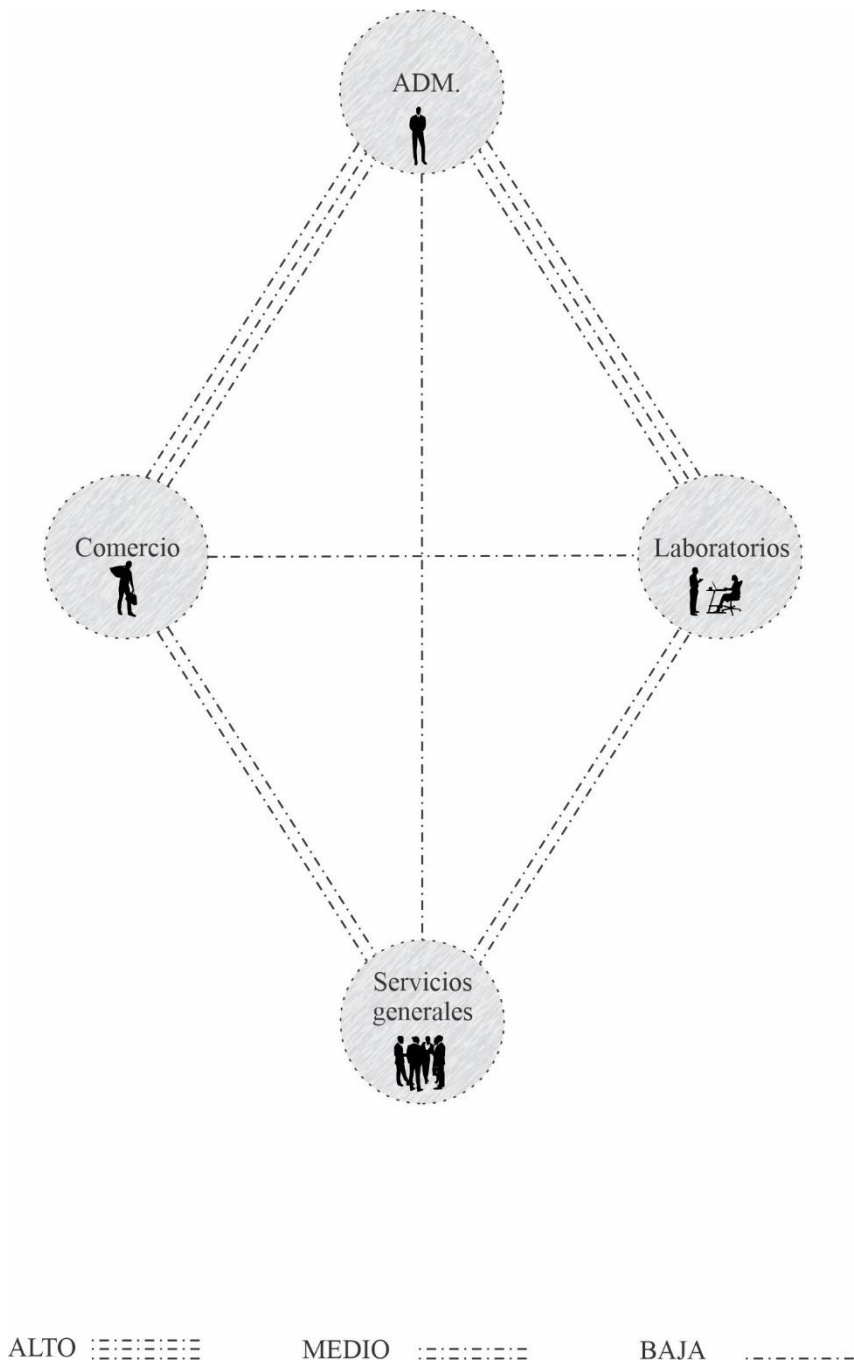 ADM.
Comercio
Laboratorios
Servicios
generales
ALTO
MEDIO
BAJA